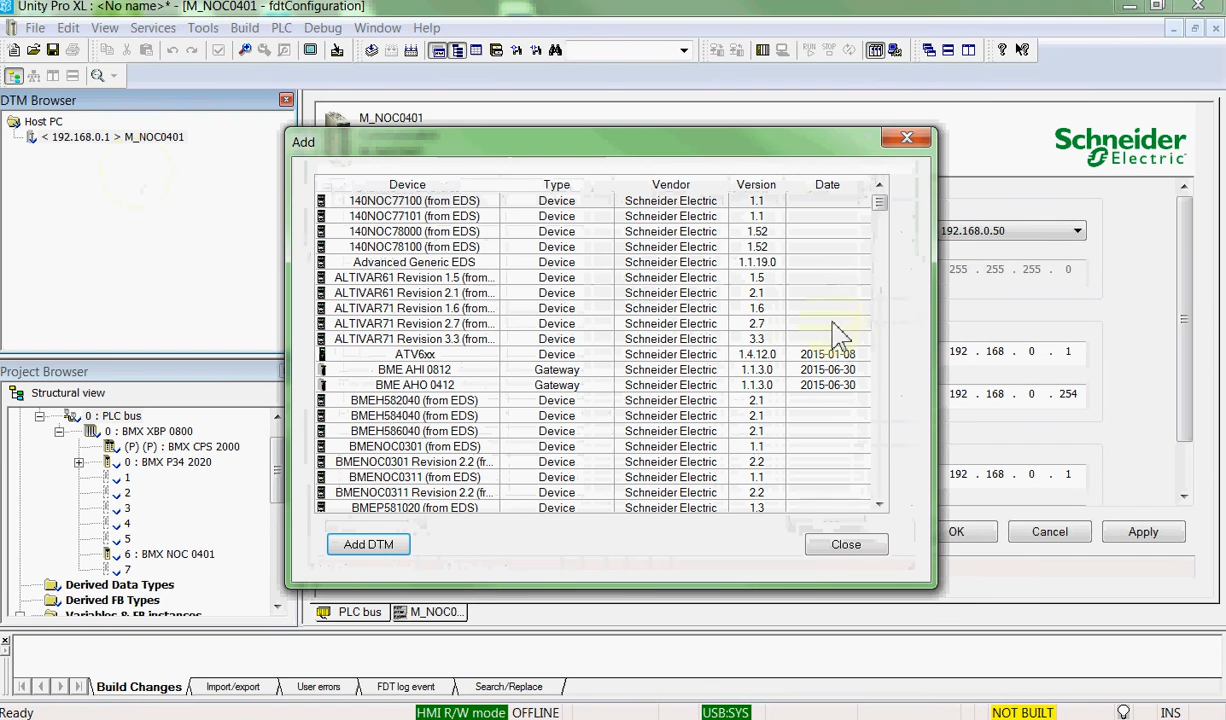 Unity Pro XL : <No name>* - [M_NOC0401 - fdtConfiguration]
File Edit View Services Tools Build PLC Debug Window Help
DTM Browser
Host PC
< 192.168.0.1 > M_NOC0401
M_NOC0401
Schneider
Electric
Add
Device Type Vendor Version Date
140NOC77100 (from EDS) Device Schneider Electric 1.1
140NOC77101 (from EDS) Device Schneider Electric 1.1
140NOC78000 (from EDS) Device Schneider Electric 1.52
140NOC78100 (from EDS) Device Schneider Electric 1.52
Advanced Generic EDS Device Schneider Electric 1.1.19.0
ALTIVAR61 Revision 1.5 (from... Device Schneider Electric 1.5
ALTIVAR61 Revision 2.1 (from... Device Schneider Electric 2.1
ALTIVAR71 Revision 1.6 (from... Device Schneider Electric 1.6
ALTIVAR71 Revision 2.7 (from... Device Schneider Electric 2.7
ALTIVAR71 Revision 3.3 (from... Device Schneider Electric 3.3
ATV6xx Device Schneider Electric 1.4.12.0 2015-01-08
BME AHI 0812 Gateway Schneider Electric 1.1.3.0 2015-06-30
BME AHO 0412 Gateway Schneider Electric 1.1.3.0 2015-06-30
BMEH582040 (from EDS) Device Schneider Electric 2.1
BMEH584040 (from EDS) Device Schneider Electric 2.1
BMEH586040 (from EDS) Device Schneider Electric 2.1
BMENOC0301 (from EDS) Device Schneider Electric 1.1
BMENOC0301 Revision 2.2 (fr... Device Schneider Electric 2.2
BMENOC0311 (from EDS) Device Schneider Electric 1.1
BMENOC0311 Revision 2.2 (fr... Device Schneider Electric 2.2
BMEP581020 (from EDS) Device Schneider Electric 1.3
Add DTM Close
192.168.0.50
255 . 255 . 255 . 0
192 . 168 . 0 . 1
192 . 168 . 0 . 254
192 . 168 . 0 . 1
OK Cancel Apply
Project Browser
Structural view
0 : PLC bus
0 : BMX XBP 0800
(P) (P) : BMX CPS 2000
0 : BMX P34 2020
1
2
3
4
5
6 : BMX NOC 0401
7
Derived Data Types
Derived FB Types
Variables & FB instances
PLC bus M_NOC0...
Build Changes Import/export User errors FDT log event Search/Replace
Ready HMI R/W mode OFFLINE USB:SYS NOT BUILT INS